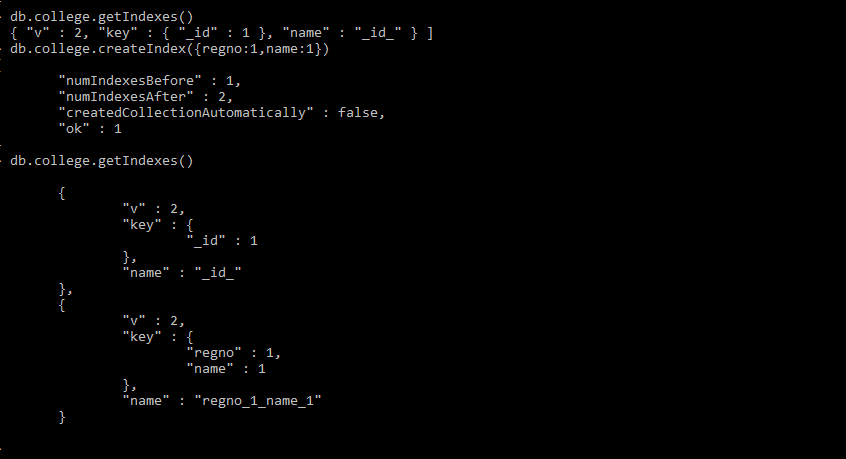 db.college.getIndexes()
{ "v" : 2, "key" : { "_id" : 1 }, "name" : "_id_" } ]
db.college.createIndex({regno:1,name:1})
"numIndexesBefore" : 1,
"numIndexesAfter" : 2,
"createdCollectionAutomatically" : false,
"ok" : 1
db.college.getIndexes()
{
"v" : 2,
"key" : {
"_id" : 1
},
"name" : "_id_"
},
{
"v" : 2,
"key" : {
"regno" : 1,
"name" : 1
},
"name" : "regno_1_name_1"
}